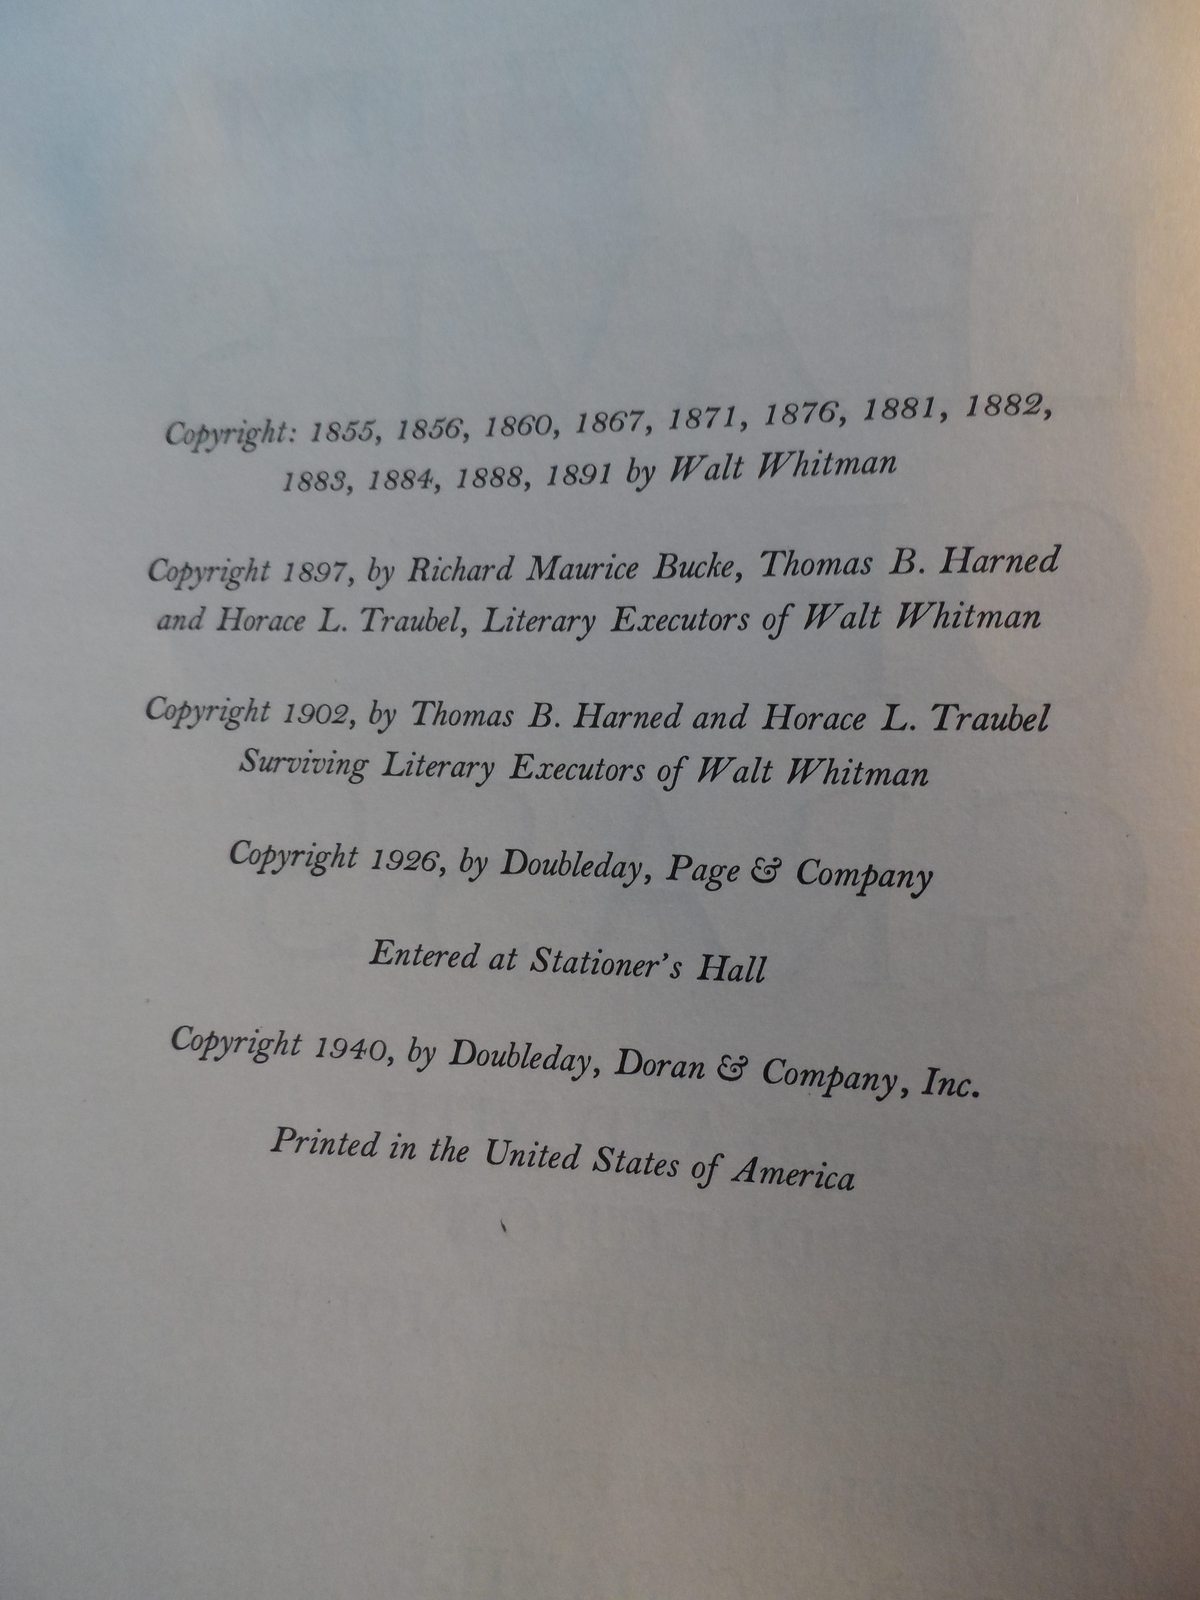 Copyright: 1855, 1856, 1860, 1867, 1871, 1876, 1881, 1882,
1883, 1884, 1888, 1891 by Walt Whitman
Copyright 1897, by Richard Maurice Bucke, Thomas B. Harned
and Horace L. Traubel, Literary Executors of Walt Whitman
Copyright 1902, by Thomas B. Harned and Horace L. Traubel
Surviving Literary Executors of Walt Whitman
Copyright 1926, by Doubleday, Page & Company
Entered at Stationer's Hall
Copyright 1940, by Doubleday, Doran & Company, Inc.
Printed in the United States of America